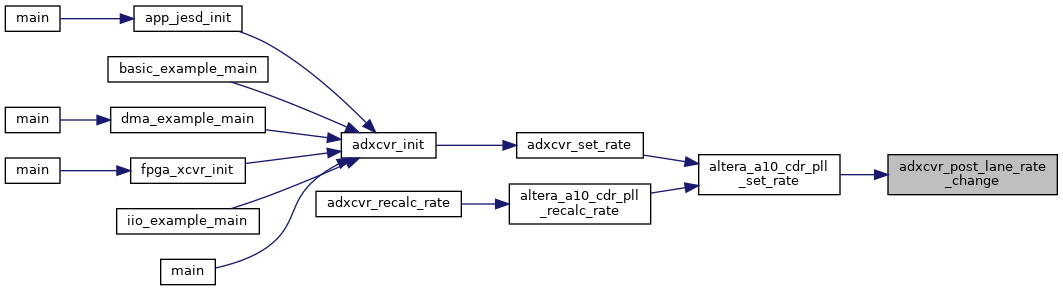 main
app_jesd_init
basic_example_main
main
dma_example_main
main
fpga_xcvr_init
iio_example_main
main
adxcvr_init
adxcvr_recalc_rate
adxcvr_set_rate
altera_a10_cdr_pll
_recalc_rate
altera_a10_cdr_pll
_set_rate
adxcvr_post_lane_rate
_change